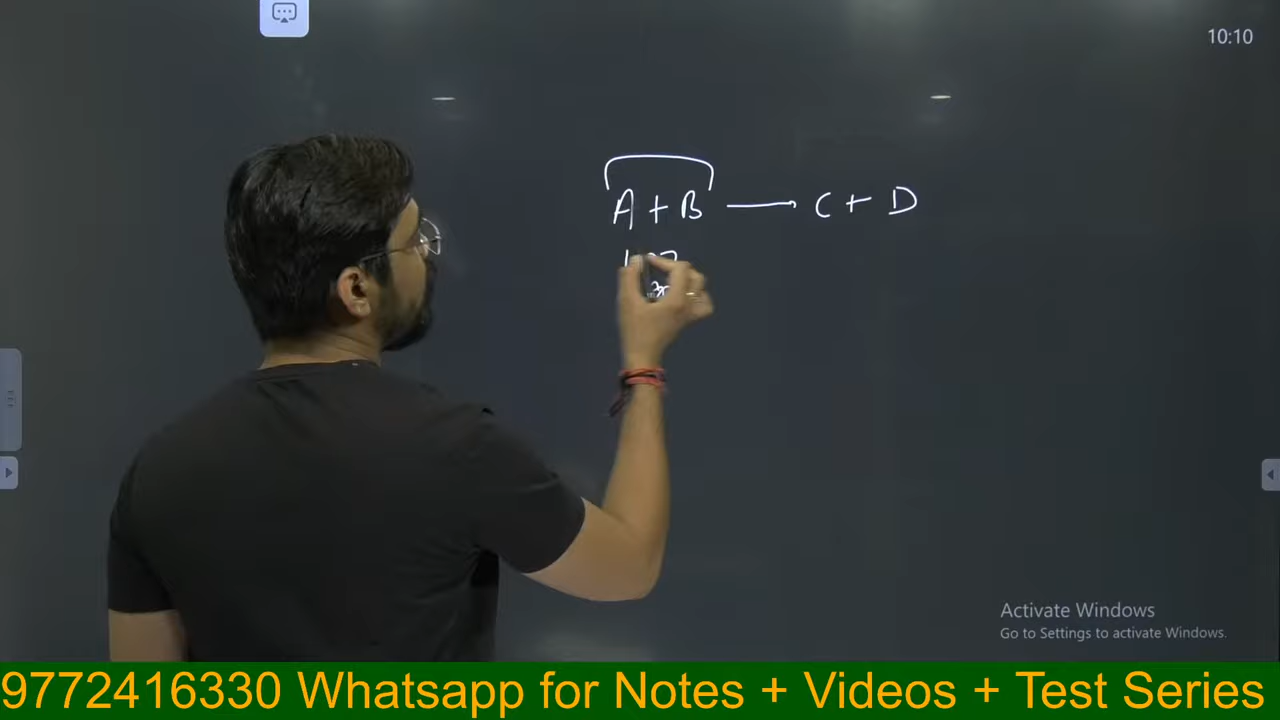 10:10
A + B → C + D
Activate Windows
Go to Settings to activate Windows.
9772416330 Whatsapp for Notes + Videos + Test Series